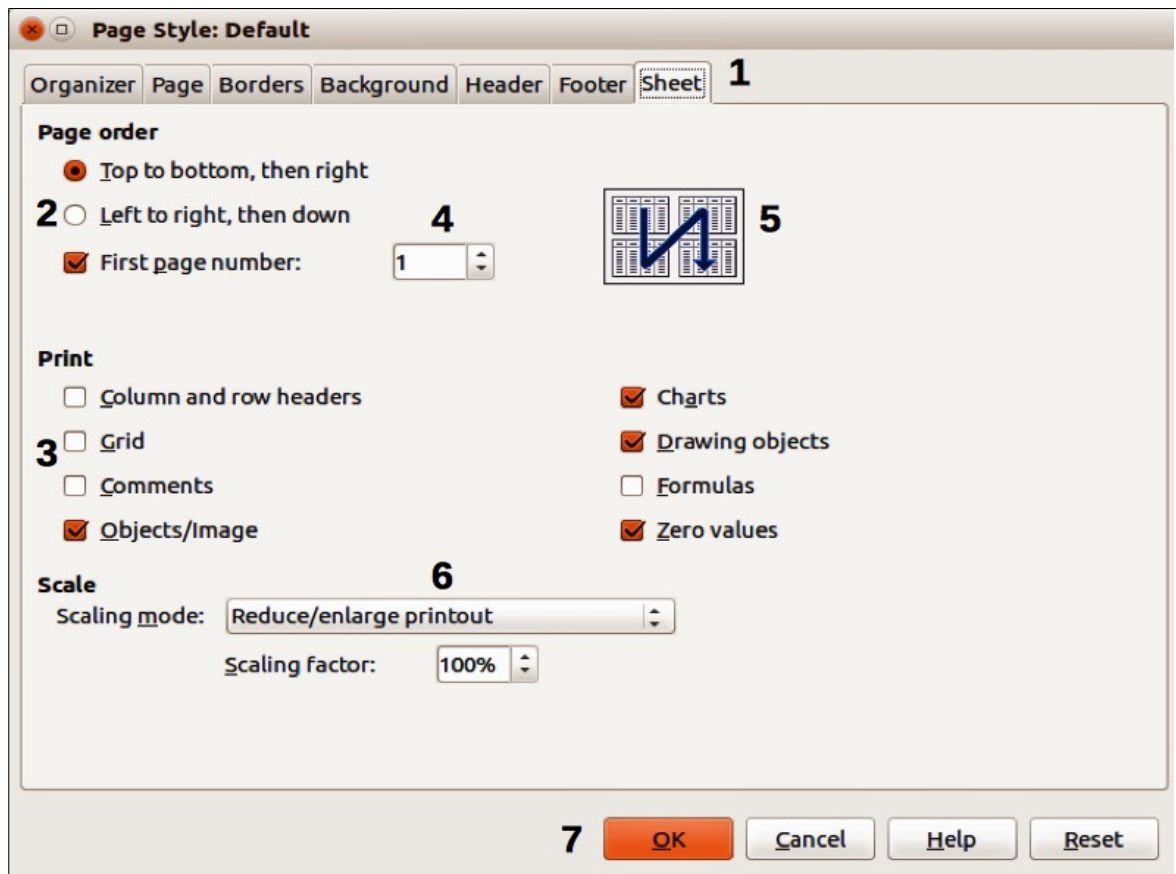 Page Style: Default
Organizer Page Borders Background Header Footer Sheet 1
Page order
Top to bottom, then right
2 Left to right, then down 4 5
First page number: 1
Print
Column and row headers Charts
3 Grid Drawing objects
Comments Formulas
Objects/Image Zero values
Scale 6
Scaling mode: Reduce/enlarge printout
Scaling factor: 100%
7 OK Cancel Help Reset